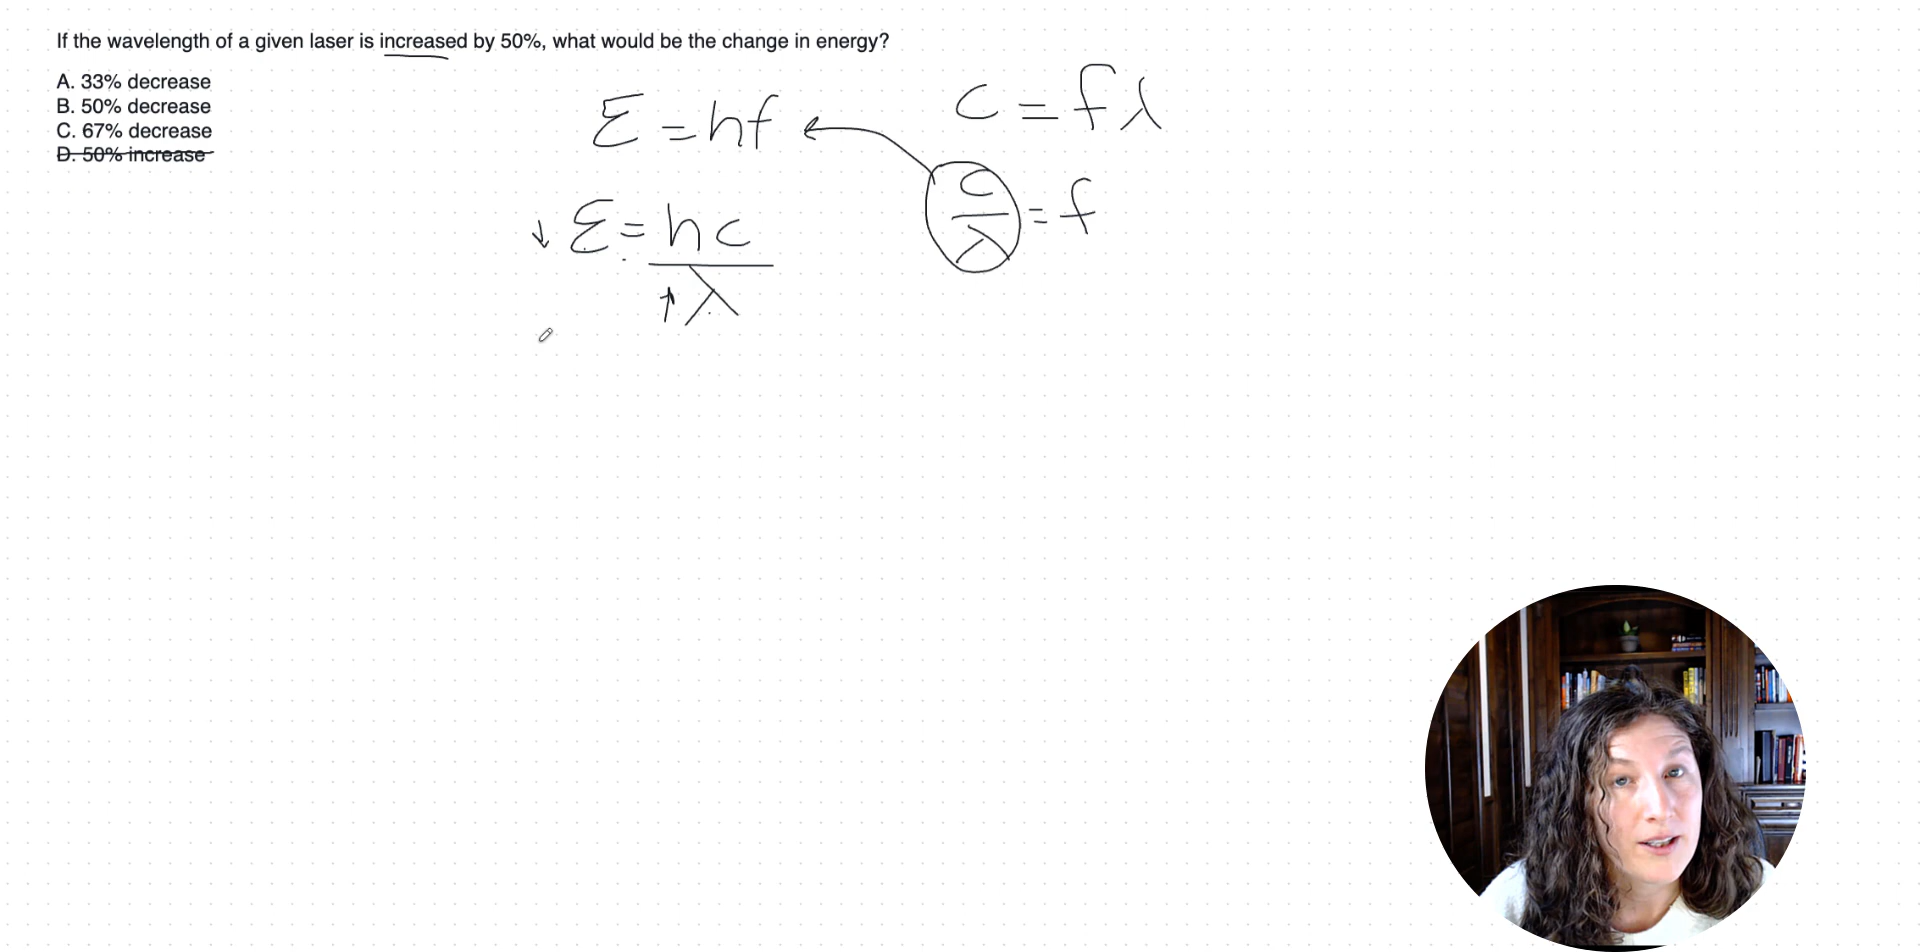 If the wavelength of a given laser is increased by 50%, what would be the change in energy?
A. 33% decrease
B. 50% decrease
C. 67% decrease
D. 50% increase
E = hf
c = fλ
c/λ = f
↓ E = hc/↑λ